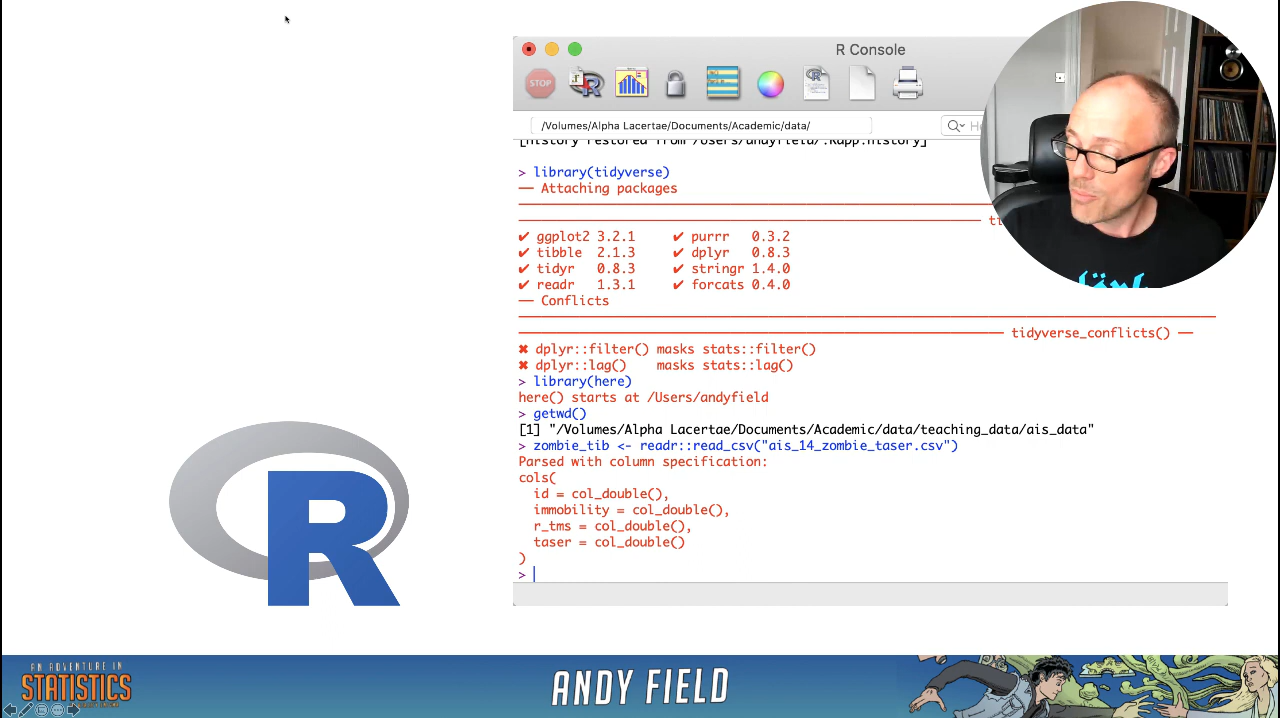 R Console
STOP
/Volumes/Alpha Lacertae/Documents/Academic/data/
[History restored from /Users/andyfield/.Rapp.history]
> library(tidyverse)
── Attaching packages
✔ ggplot2 3.2.1 ✔ purrr 0.3.2
✔ tibble 2.1.3 ✔ dplyr 0.8.3
✔ tidyr 0.8.3 ✔ stringr 1.4.0
✔ readr 1.3.1 ✔ forcats 0.4.0
── Conflicts
tidyverse_conflicts() ──
✖ dplyr::filter() masks stats::filter()
✖ dplyr::lag() masks stats::lag()
> library(here)
here() starts at /Users/andyfield
> getwd()
[1] "/Volumes/Alpha Lacertae/Documents/Academic/data/teaching_data/ais_data"
> zombie_tib <- readr::read_csv("ais_14_zombie_taser.csv")
Parsed with column specification:
cols(
id = col_double(),
immobility = col_double(),
r_tms = col_double(),
taser = col_double()
)
>
R
AN ADVENTURE IN
STATISTICS
ANDY FIELD